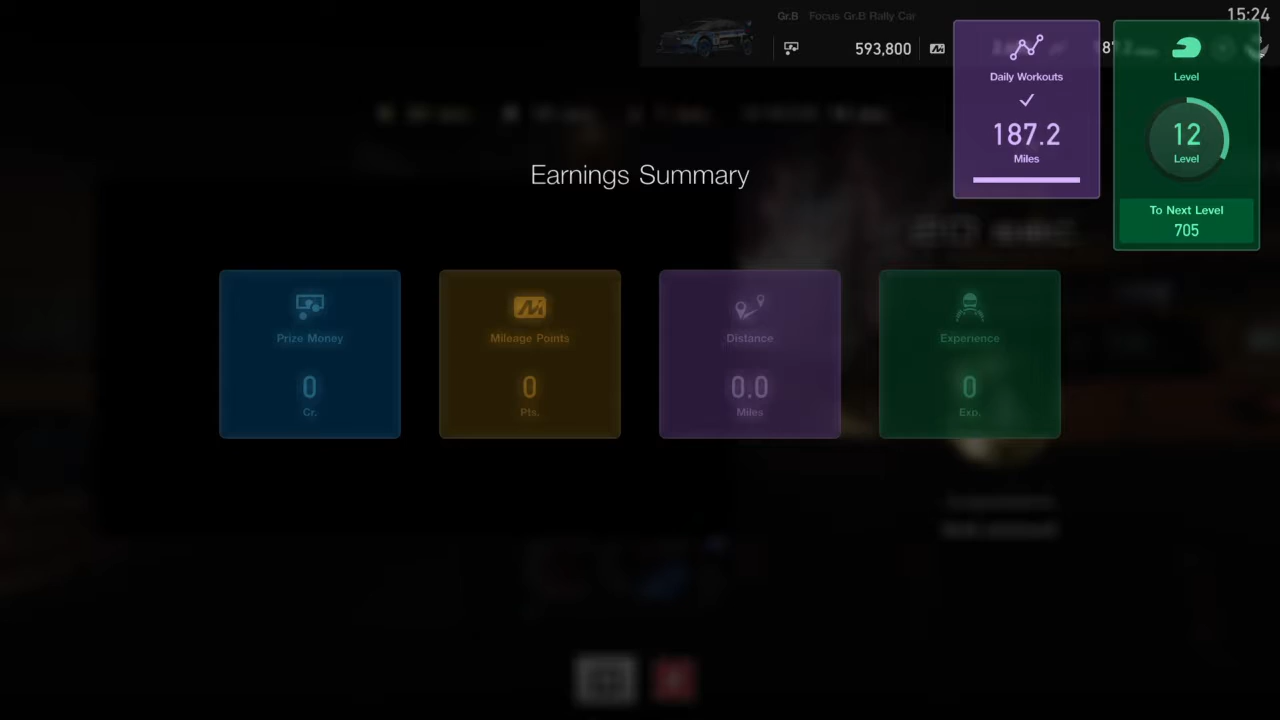 15:24
Gr.B Focus Gr.B Rally Car
593,800
Daily Workouts
187.2
Miles
Level
12
Level
To Next Level
705
Earnings Summary
Prize Money
0
Cr.
Mileage Points
0
Pts.
Distance
0.0
Miles
Experience
0
Exp.